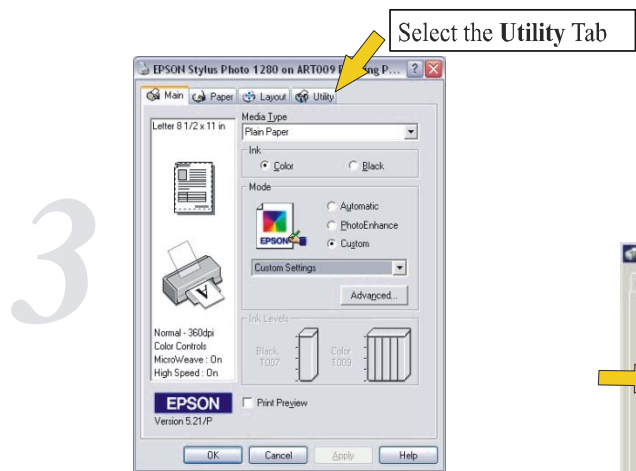 Select the Utility Tab
EPSON Stylus Photo 1280 on ART009 P... ng P...
Main Paper Layout Utility
Letter 8 1/2 x 11 in
Media Type
Plain Paper
Ink
Color Black
Mode
Automatic
PhotoEnhance
Custom
EPSON
Custom Settings
Advanced...
3
Ink Levels
Black
T007
Color
T009
Normal - 360dpi
Color Controls
MicroWeave : On
High Speed : On
EPSON
Print Preview
Version 5.21/P
OK Cancel Apply Help